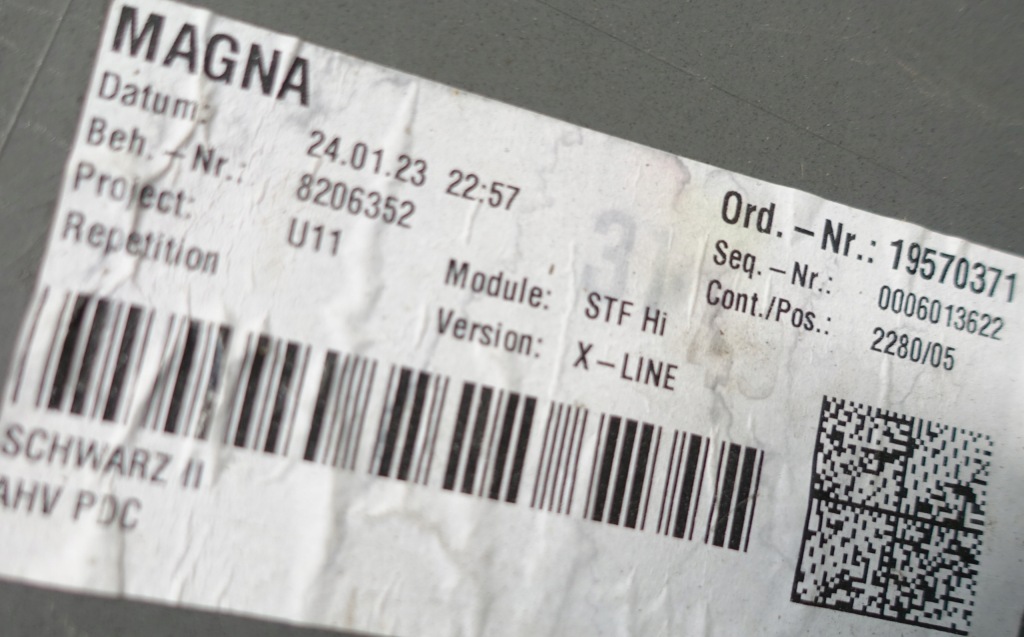 MAGNA
Datum: 24.01.23 22:57
Beh. – Nr.: 8206352
Project: U11
Repetition
Module: STF Hi
Version: X–LINE
Ord. – Nr.: 19570371
Seq. – Nr.: 0006013622
Cont./Pos.: 2280/05
SCHWARZ II
AHV PDC